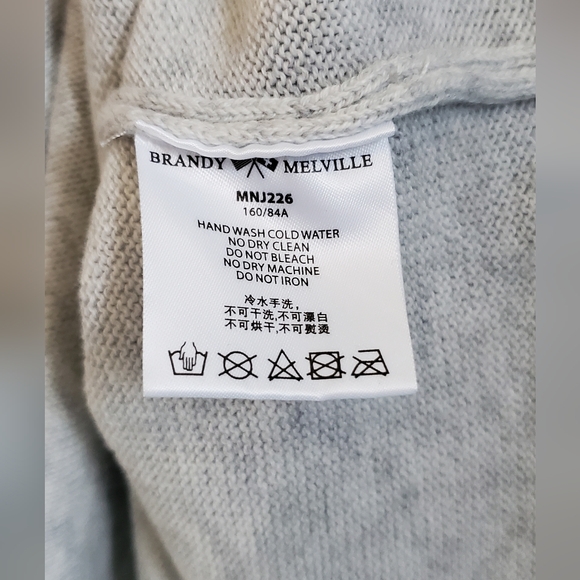 BRANDY MELVILLE
MNJ226
160/84A
HAND WASH COLD WATER
NO DRY CLEAN
DO NOT BLEACH
NO DRY MACHINE
DO NOT IRON
冷水手洗,
不可干洗,不可漂白
不可烘干,不可熨烫